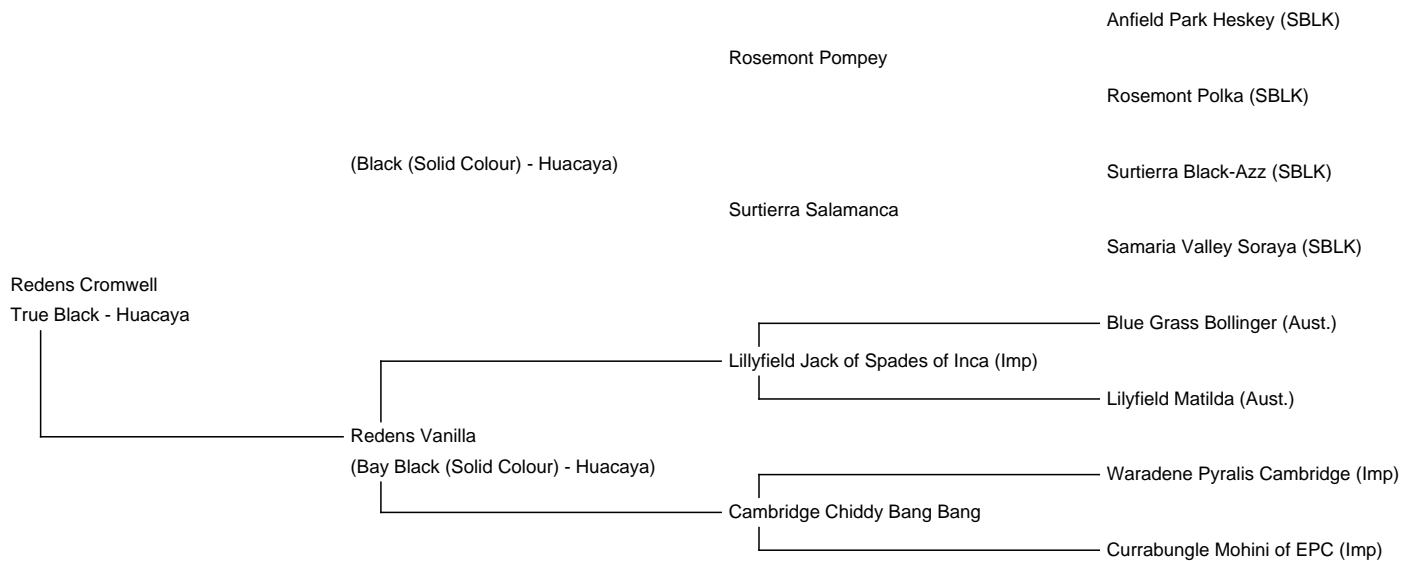 Anfield Park Heskey (SBLK)
Rosemont Pompey
Rosemont Polka (SBLK)
(Black (Solid Colour) - Huacaya)
Surtierra Black-Azz (SBLK)
Surtierra Salamanca
Samaria Valley Soraya (SBLK)
Redens Cromwell
True Black - Huacaya
Blue Grass Bollinger (Aust.)
Lillyfield Jack of Spades of Inca (Imp)
Lilyfield Matilda (Aust.)
Redens Vanilla
(Bay Black (Solid Colour) - Huacaya)
Waradene Pyralis Cambridge (Imp)
Cambridge Chiddy Bang Bang
Currabungle Mohini of EPC (Imp)